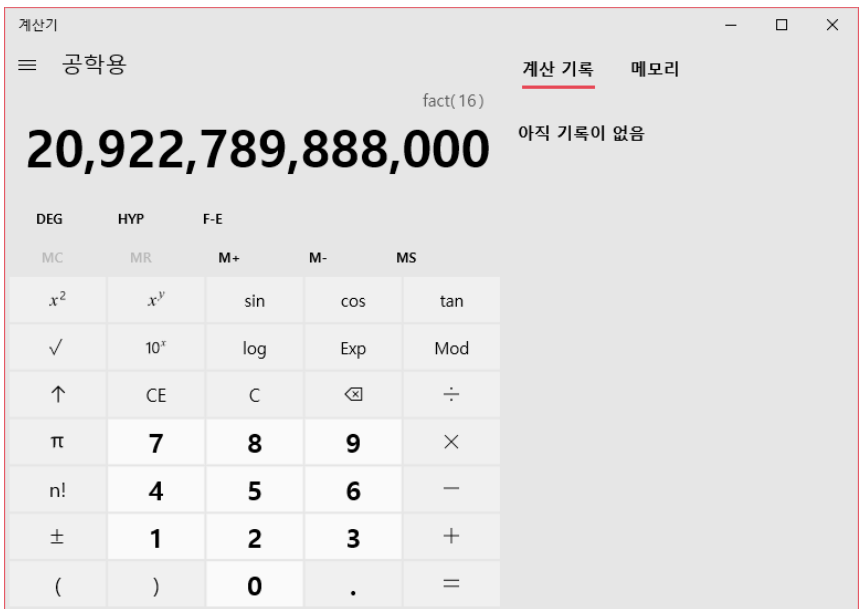 계산기
공학용
계산 기록 메모리
fact(16)
20,922,789,888,000
아직 기록이 없음
DEG HYP F-E
MC MR M+ M- MS
x² xʸ sin cos tan
√ 10ˣ log Exp Mod
↑ CE C ⌫ ÷
π 7 8 9 ×
n! 4 5 6 −
± 1 2 3 +
( ) 0 . =